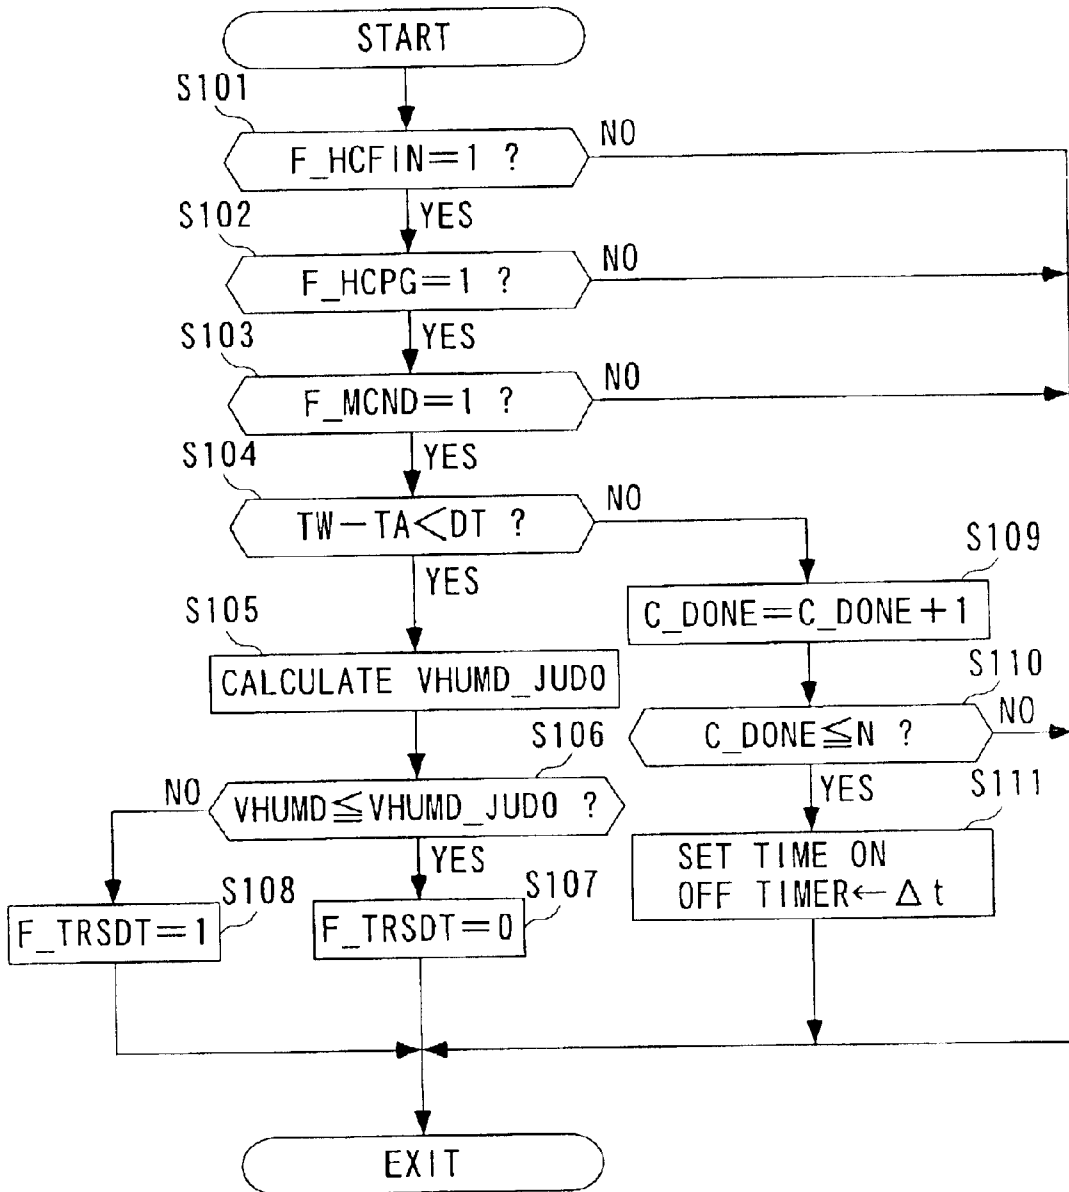 START
S101
F_HCFIN=1 ?
NO
YES
S102
F_HCPG=1 ?
NO
YES
S103
F_MCND=1 ?
NO
YES
S104
TW-TA<DT ?
NO
YES
S109
C_DONE=C_DONE+1
S105
CALCULATE VHUMD_JUDO
S110
C_DONE≦N ?
NO
YES
S106
VHUMD≦VHUMD_JUDO ?
NO
YES
S111
SET TIME ON
OFF TIMER←Δt
S108
F_TRSDT=1
S107
F_TRSDT=0
EXIT